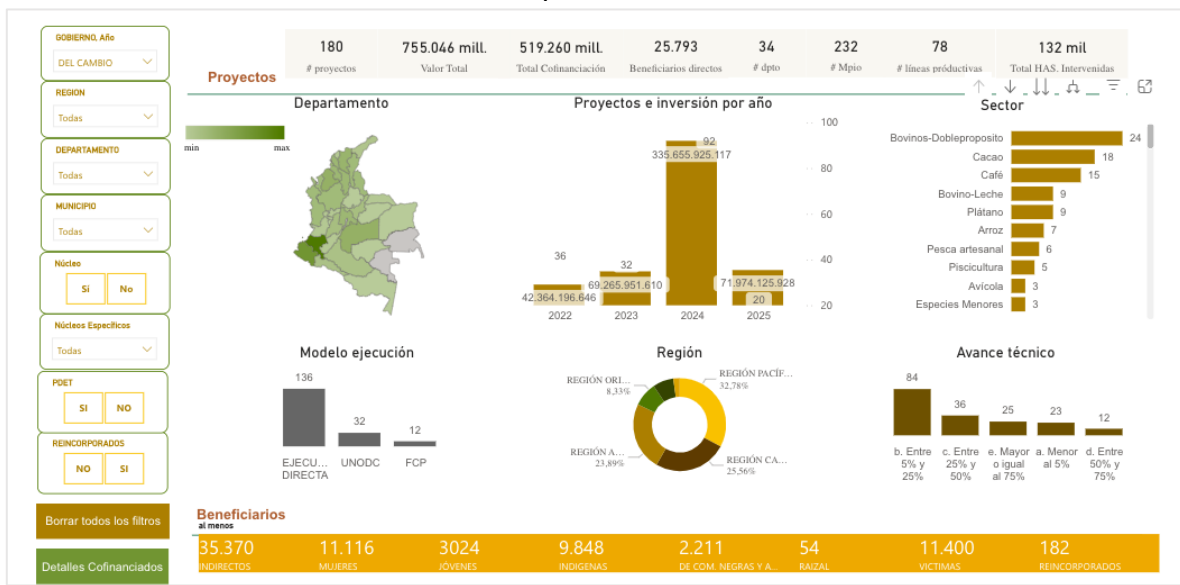 GOBIERNO, Año
DEL CAMBIO
REGION
Todas
DEPARTAMENTO
Todas
MUNICIPIO
Todas
Núcleo
Sí
No
Núcleos Específicos
Todas
PDET
SI
NO
REINCORPORADOS
NO
SI
Borrar todos los filtros
Detalles Cofinanciados
Proyectos
180
# proyectos
755.046 mill.
Valor Total
519.260 mill.
Total Cofinanciación
25.793
Beneficiarios directos
34
# dpto
232
# Mpio
78
# líneas próductivas
132 mil
Total HAS. Intervenidas
Departamento
min
max
Proyectos e inversión por año
100
80
60
40
20
36
42.364.196.646
32
69.265.951.610
92
335.655.925.117
71.974.125.928
20
2022
2023
2024
2025
Sector
Bovinos-Dobleproposito
24
Cacao
18
Café
15
Bovino-Leche
9
Plátano
9
Arroz
7
Pesca artesanal
6
Piscicultura
5
Avícola
3
Especies Menores
3
Modelo ejecución
136
32
12
EJECU...
DIRECTA
UNODC
FCP
Región
REGIÓN ORI...
8,33%
REGIÓN PACÍF...
32,78%
REGIÓN A...
23,89%
REGIÓN CA...
25,56%
Avance técnico
84
36
25
23
12
b. Entre
5% y
25%
c. Entre
25% y
50%
e. Mayor
o igual
al 75%
a. Menor
al 5%
d. Entre
50% y
75%
Beneficiarios
al menos
35.370
INDIRECTOS
11.116
MUJERES
3024
JÓVENES
9.848
INDIGENAS
2.211
DE COM. NEGRAS Y A...
54
RAIZAL
11.400
VICTIMAS
182
REINCORPORADOS